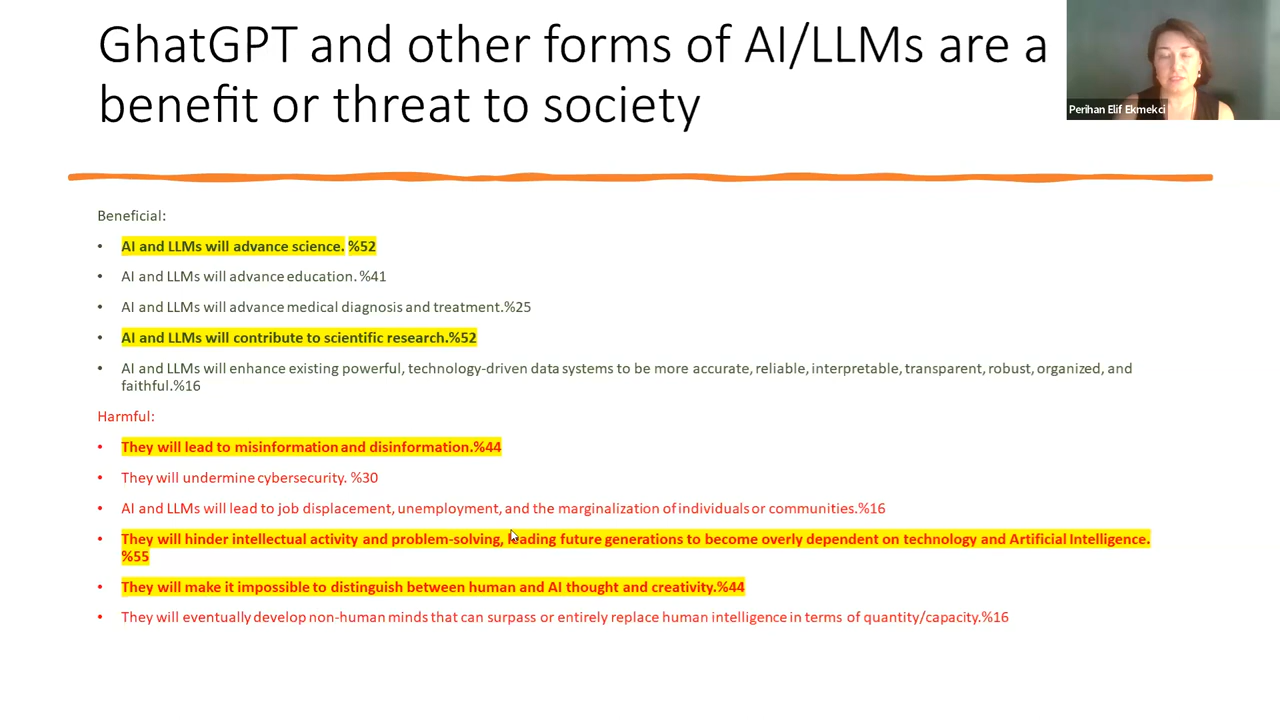 GhatGPT and other forms of AI/LLMs are a
benefit or threat to society
Perihan Elif Ekmekci
Beneficial:
• AI and LLMs will advance science. %52
• AI and LLMs will advance education. %41
• AI and LLMs will advance medical diagnosis and treatment.%25
• AI and LLMs will contribute to scientific research.%52
• AI and LLMs will enhance existing powerful, technology-driven data systems to be more accurate, reliable, interpretable, transparent, robust, organized, and
faithful.%16
Harmful:
• They will lead to misinformation and disinformation.%44
• They will undermine cybersecurity. %30
• AI and LLMs will lead to job displacement, unemployment, and the marginalization of individuals or communities.%16
• They will hinder intellectual activity and problem-solving, leading future generations to become overly dependent on technology and Artificial Intelligence.
%55
• They will make it impossible to distinguish between human and AI thought and creativity.%44
• They will eventually develop non-human minds that can surpass or entirely replace human intelligence in terms of quantity/capacity.%16